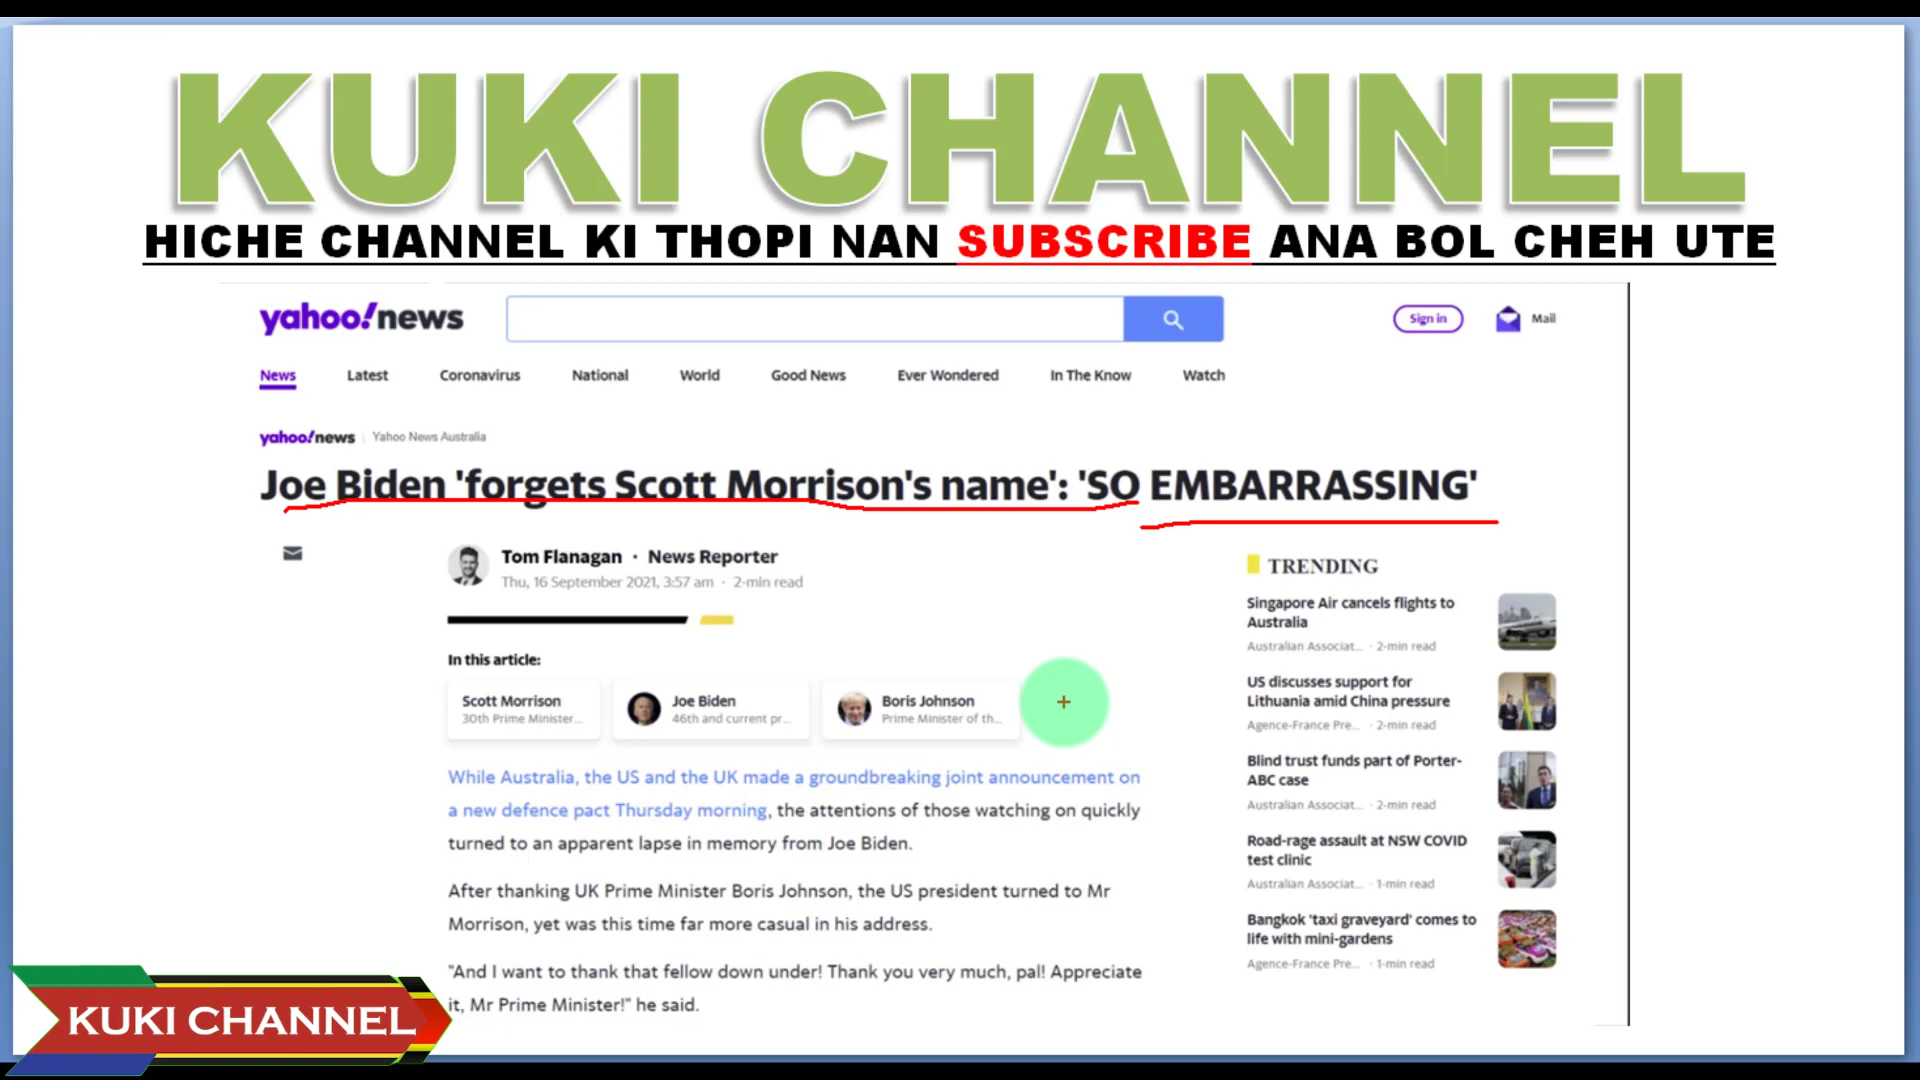 KUKI CHANNEL
HICHE CHANNEL KI THOPI NAN SUBSCRIBE ANA BOL CHEH UTE
yahoo!news
Sign in
Mail
News Latest Coronavirus National World Good News Ever Wondered In The Know Watch
yahoo!news Yahoo News Australia
Joe Biden 'forgets Scott Morrison's name': 'SO EMBARRASSING'
Tom Flanagan · News Reporter
Thu, 16 September 2021, 3:57 am · 2-min read
In this article:
Scott Morrison
30th Prime Minister...
Joe Biden
46th and current pr...
Boris Johnson
Prime Minister of th...
While Australia, the US and the UK made a groundbreaking joint announcement on
a new defence pact Thursday morning, the attentions of those watching on quickly
turned to an apparent lapse in memory from Joe Biden.
After thanking UK Prime Minister Boris Johnson, the US president turned to Mr
Morrison, yet was this time far more casual in his address.
"And I want to thank that fellow down under! Thank you very much, pal! Appreciate
it, Mr Prime Minister!" he said.
TRENDING
Singapore Air cancels flights to
Australia
Australian Associat... · 2-min read
US discusses support for
Lithuania amid China pressure
Agence-France Pre... · 2-min read
Blind trust funds part of Porter-
ABC case
Australian Associat... · 2-min read
Road-rage assault at NSW COVID
test clinic
Australian Associat... · 1-min read
Bangkok 'taxi graveyard' comes to
life with mini-gardens
Agence-France Pre... · 1-min read
KUKI CHANNEL